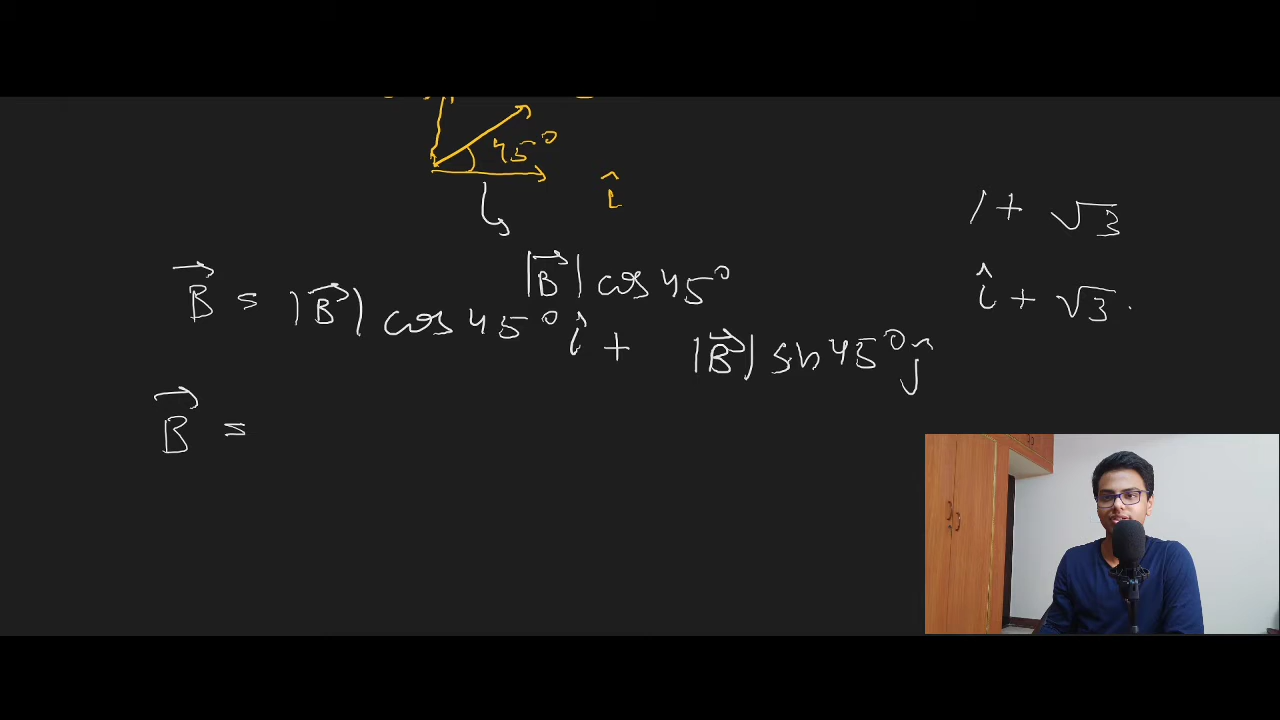 45°
î
1 + √3
|B⃗| cos 45°
î + √3 .
B⃗ = |B⃗| cos 45° î + |B⃗| sin 45° ĵ
B⃗ =